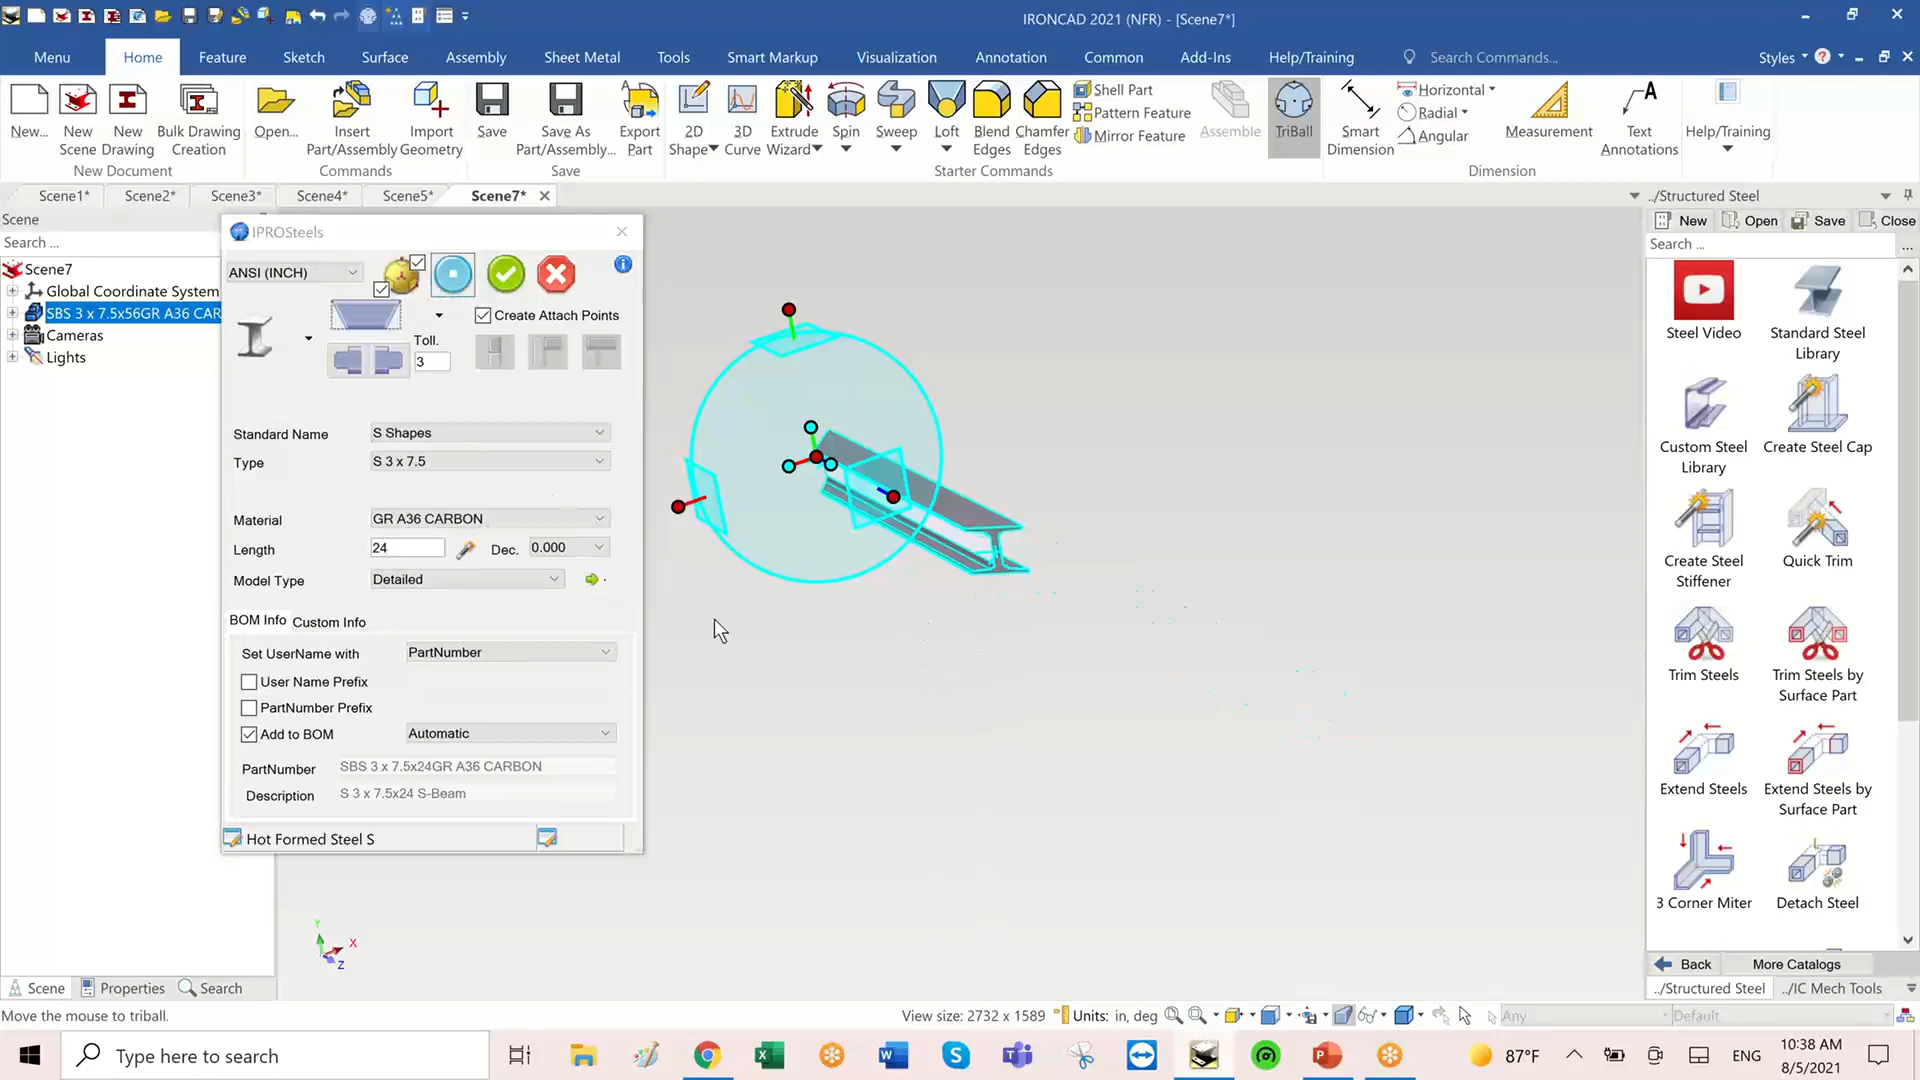 IRONCAD 2021 (NFR) - [Scene7*]
Menu
Home
Feature
Sketch
Surface
Assembly
Sheet Metal
Tools
Smart Markup
Visualization
Annotation
Common
Add-Ins
Help/Training
Search Commands...
Styles
New...
New Scene
New Drawing
Bulk Drawing Creation
Open...
Insert Part/Assembly
Import Geometry
Save
Save As Part/Assembly...
Export Part
2D Shape
3D Curve
Extrude Wizard
Spin
Sweep
Loft
Blend Edges
Chamfer Edges
Shell Part
Pattern Feature
Mirror Feature
Assemble
TriBall
Smart Dimension
Horizontal
Radial
Angular
Measurement
Text Annotations
Help/Training
New Document
Commands
Save
Starter Commands
Dimension
Scene1*
Scene2*
Scene3*
Scene4*
Scene5*
Scene7*
../Structured Steel
Scene
Search ...
Scene7
Global Coordinate System
SBS 3 x 7.5x56GR A36 CAR
Cameras
Lights
IPROSteels
ANSI (INCH)
Create Attach Points
Toll.
3
Standard Name
S Shapes
Type
S 3 x 7.5
Material
GR A36 CARBON
Length
24
Dec.
0.000
Model Type
Detailed
BOM Info
Custom Info
Set UserName with
PartNumber
User Name Prefix
PartNumber Prefix
Add to BOM
Automatic
PartNumber
SBS 3 x 7.5x24GR A36 CARBON
Description
S 3 x 7.5x24 S-Beam
Hot Formed Steel S
Y
X
Z
New
Open
Save
Close
Search ...
...
Steel Video
Standard Steel Library
Custom Steel Library
Create Steel Cap
Create Steel Stiffener
Quick Trim
Trim Steels
Trim Steels by Surface Part
Extend Steels
Extend Steels by Surface Part
3 Corner Miter
Detach Steel
Back
More Catalogs
../Structured Steel
../IC Mech Tools
Scene
Properties
Search
Move the mouse to triball.
View size: 2732 x 1589
Units: in, deg
Any
Default
Type here to search
87°F
ENG
10:38 AM
8/5/2021